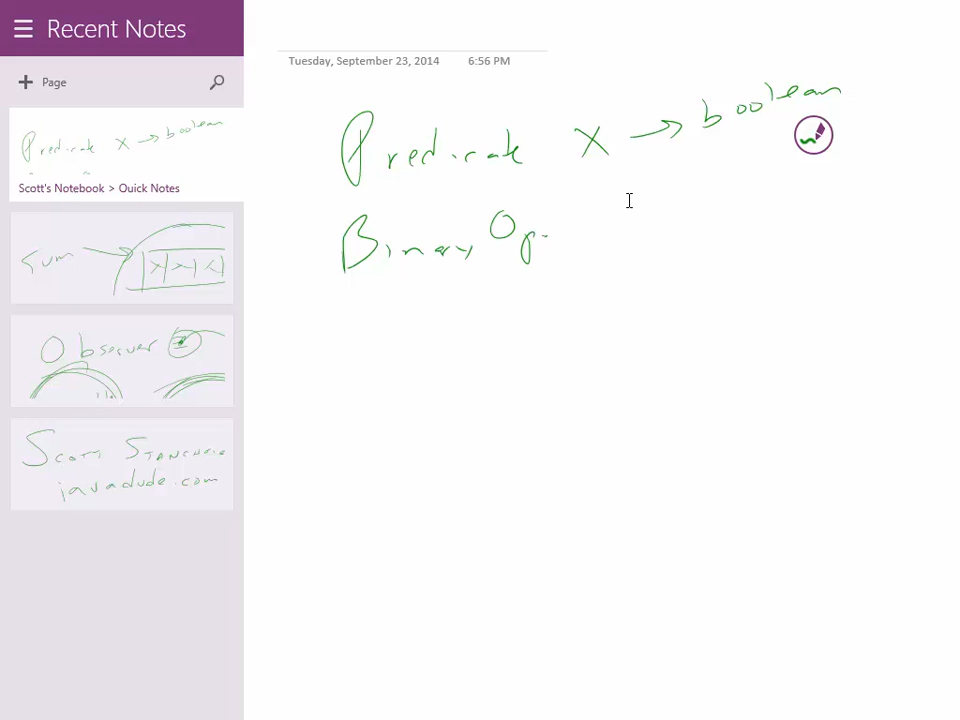 Recent Notes
Page
Predicate X → boolean
Scott's Notebook > Quick Notes
Sum
Observer
Scott
javadude.com
Tuesday, September 23, 2014 6:56 PM
Predicate X → boolean
Binary Op.